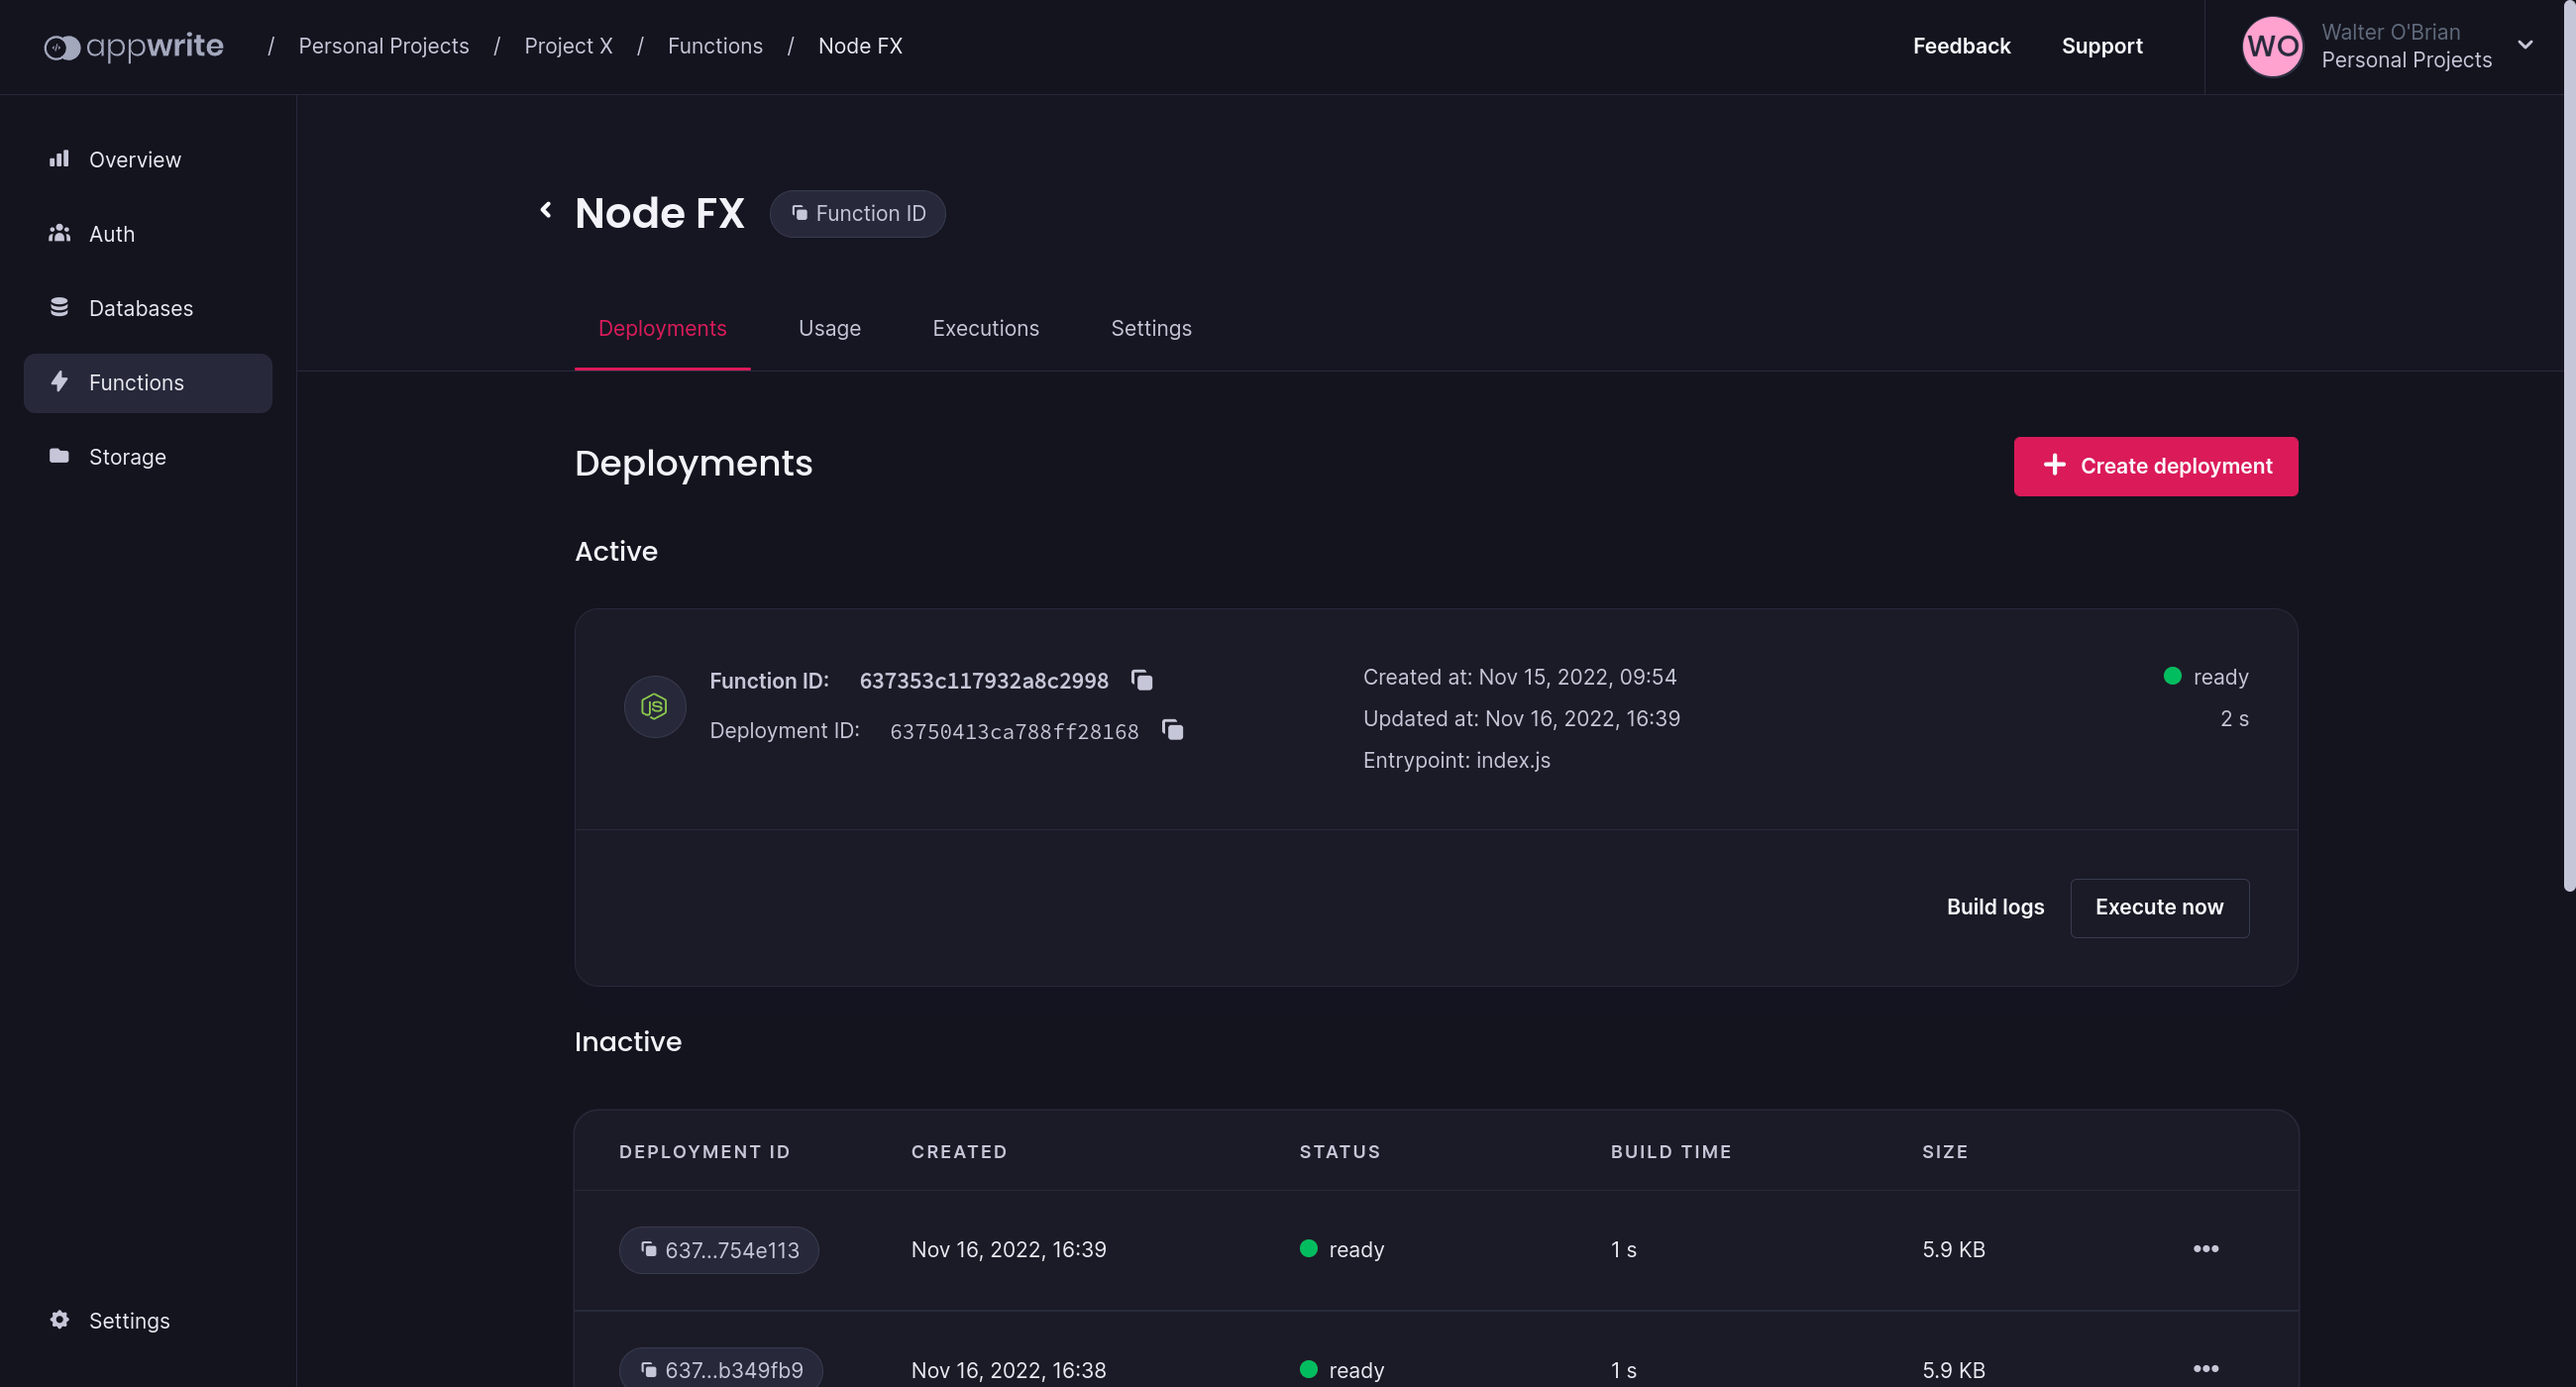 appwrite / Personal Projects / Project X / Functions / Node FX
Feedback Support
WO Walter O'Brian
Personal Projects
Overview
Auth
Databases
Functions
Storage
Settings
Node FX Function ID
Deployments Usage Executions Settings
Deployments
+ Create deployment
Active
JS
Function ID: 637353c117932a8c2998
Deployment ID: 63750413ca788ff28168
Created at: Nov 15, 2022, 09:54
Updated at: Nov 16, 2022, 16:39
Entrypoint: index.js
ready
2 s
Build logs Execute now
Inactive
DEPLOYMENT ID CREATED STATUS BUILD TIME SIZE
637...754e113 Nov 16, 2022, 16:39 ready 1 s 5.9 KB
637...b349fb9 Nov 16, 2022, 16:38 ready 1 s 5.9 KB